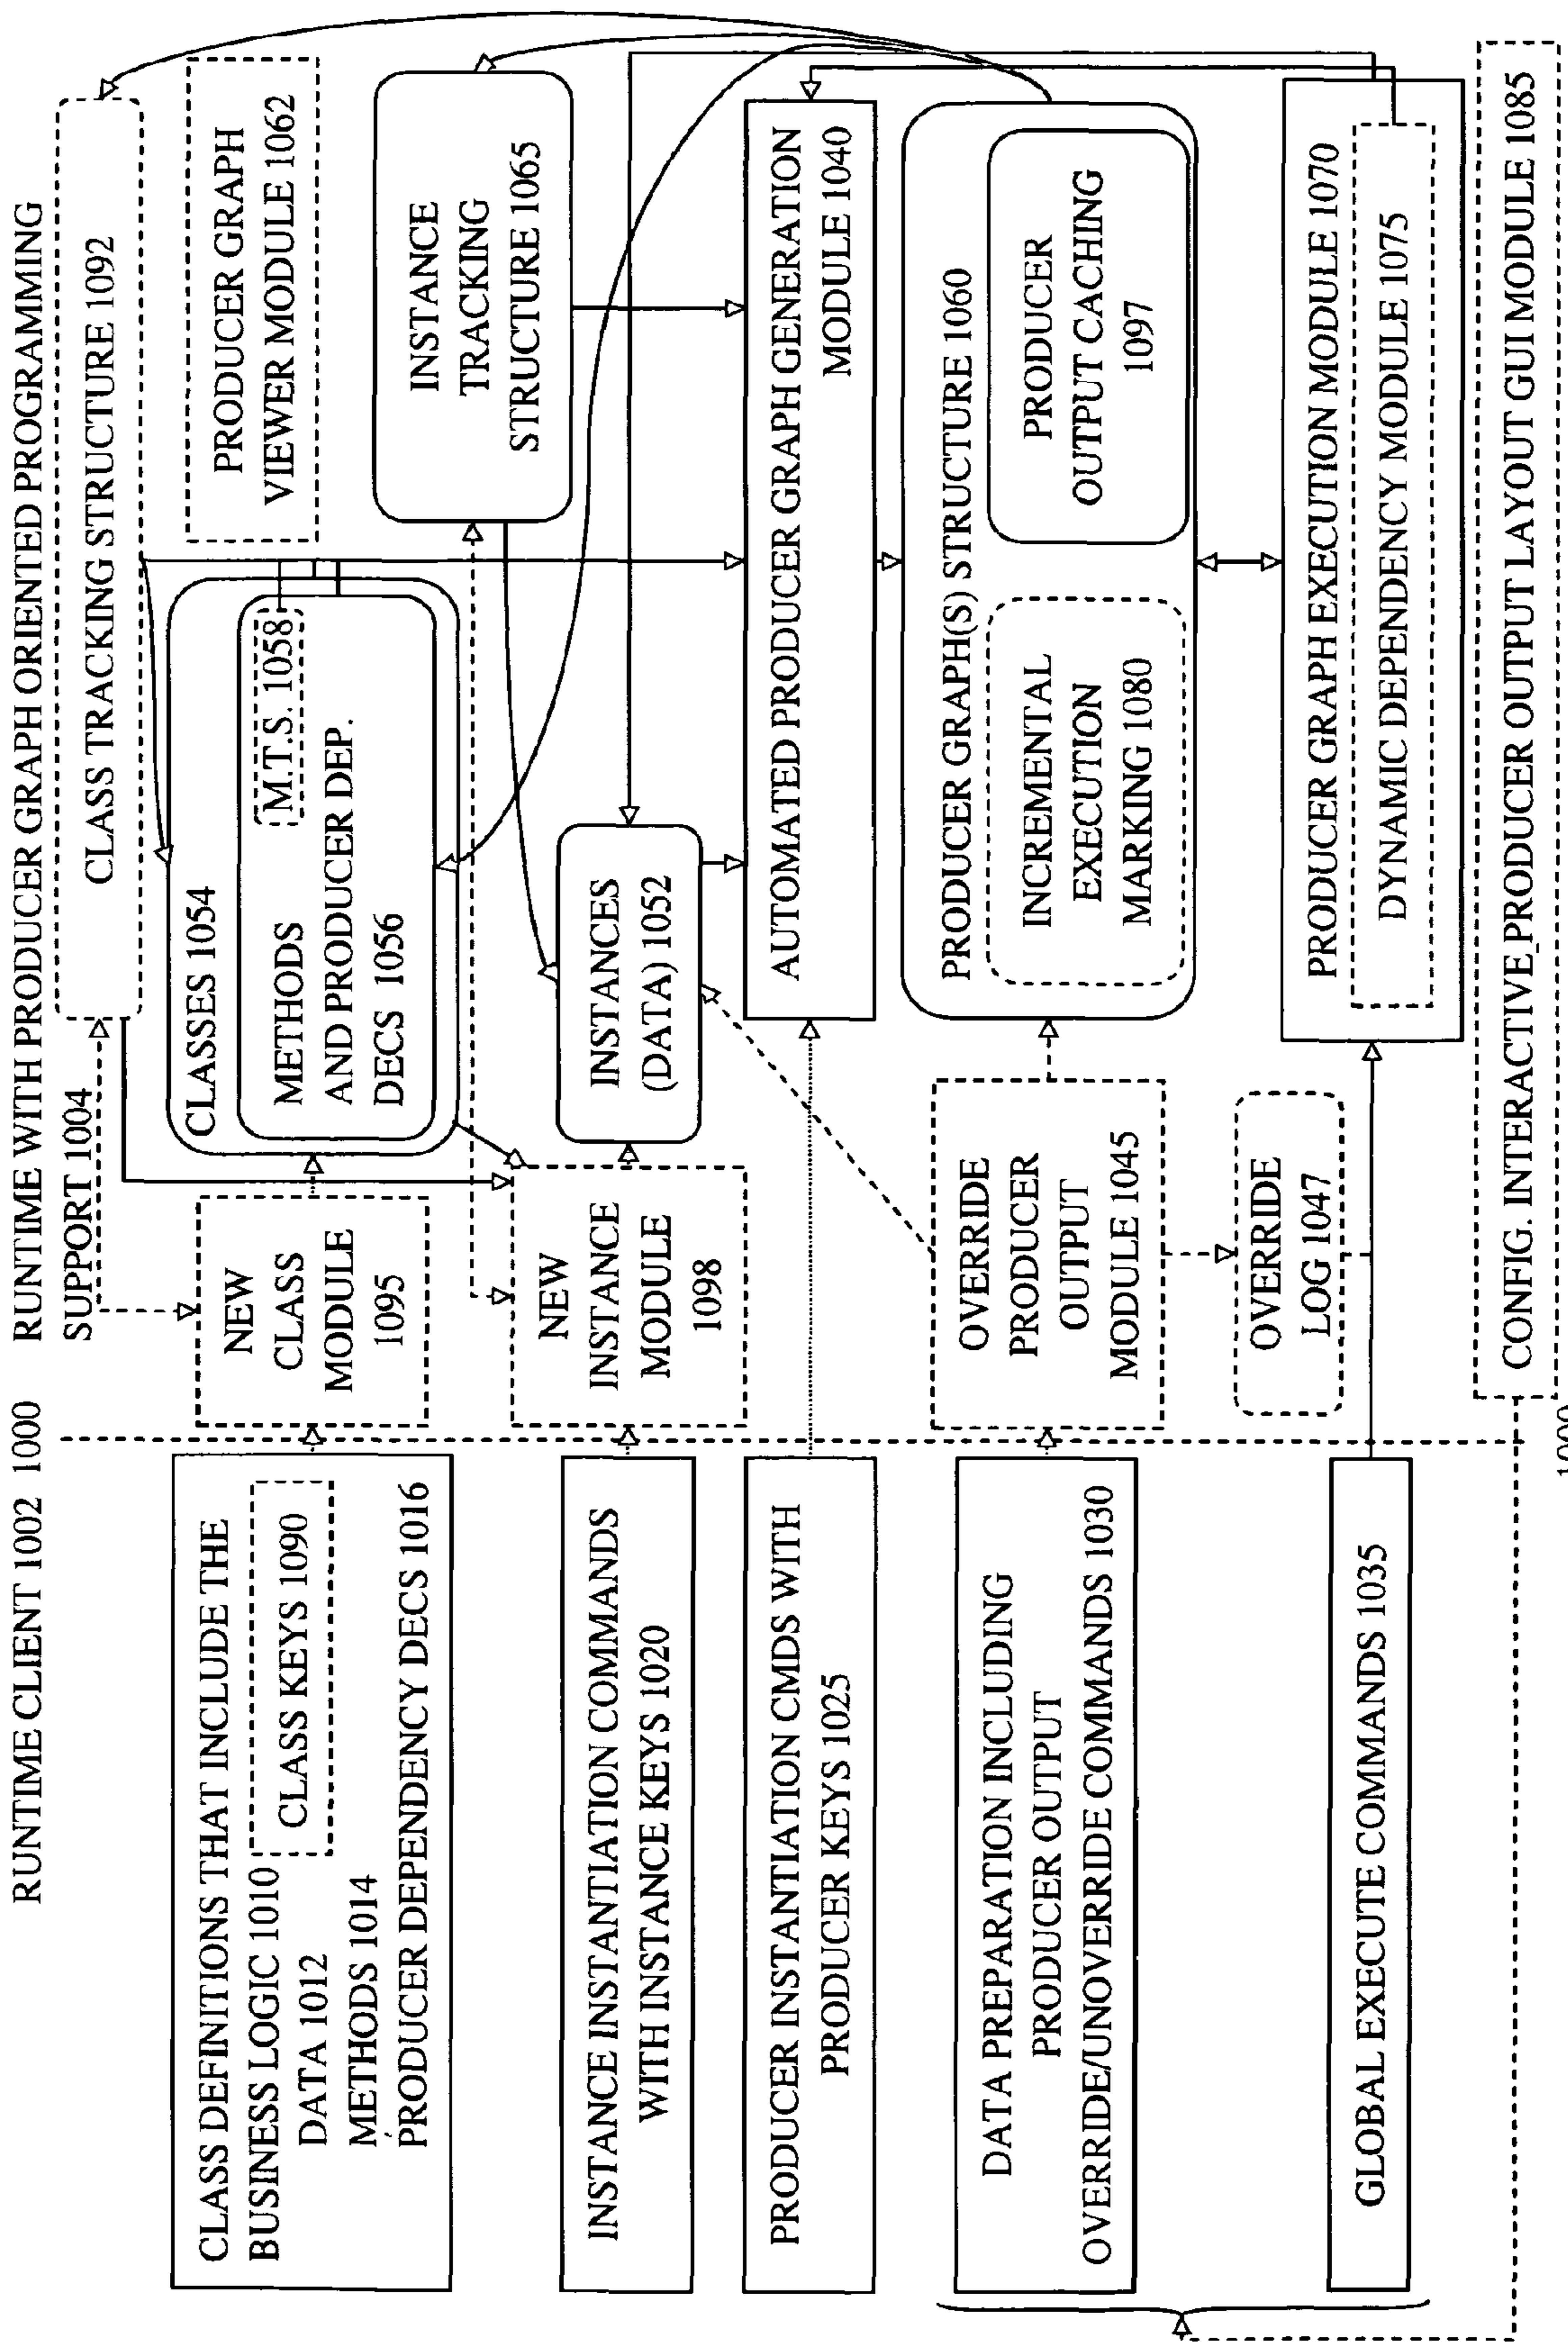 RUNTIME CLIENT 1002
1000
RUNTIME WITH PRODUCER GRAPH ORIENTED PROGRAMMING
SUPPORT 1004
CLASS DEFINITIONS THAT INCLUDE THE
BUSINESS LOGIC 1010
CLASS KEYS 1090
DATA 1012
METHODS 1014
PRODUCER DEPENDENCY DECS 1016
INSTANCE INSTANTIATION COMMANDS
WITH INSTANCE KEYS 1020
PRODUCER INSTANTIATION CMDS WITH
PRODUCER KEYS 1025
DATA PREPARATION INCLUDING
PRODUCER OUTPUT
OVERRIDE/UNOVERRIDE COMMANDS 1030
GLOBAL EXECUTE COMMANDS 1035
NEW
CLASS
MODULE
1095
NEW
INSTANCE
MODULE
1098
OVERRIDE
PRODUCER
OUTPUT
MODULE 1045
OVERRIDE
LOG 1047
CLASS TRACKING STRUCTURE 1092
CLASSES 1054
METHODS
AND PRODUCER DEP.
DECS 1056
M.T.S. 1058
PRODUCER GRAPH
VIEWER MODULE 1062
INSTANCE
TRACKING
STRUCTURE 1065
INSTANCES
(DATA) 1052
AUTOMATED PRODUCER GRAPH GENERATION
MODULE 1040
PRODUCER GRAPH(S) STRUCTURE 1060
INCREMENTAL
EXECUTION
MARKING 1080
PRODUCER
OUTPUT CACHING
1097
PRODUCER GRAPH EXECUTION MODULE 1070
DYNAMIC DEPENDENCY MODULE 1075
CONFIG. INTERACTIVE PRODUCER OUTPUT LAYOUT GUI MODULE 1085